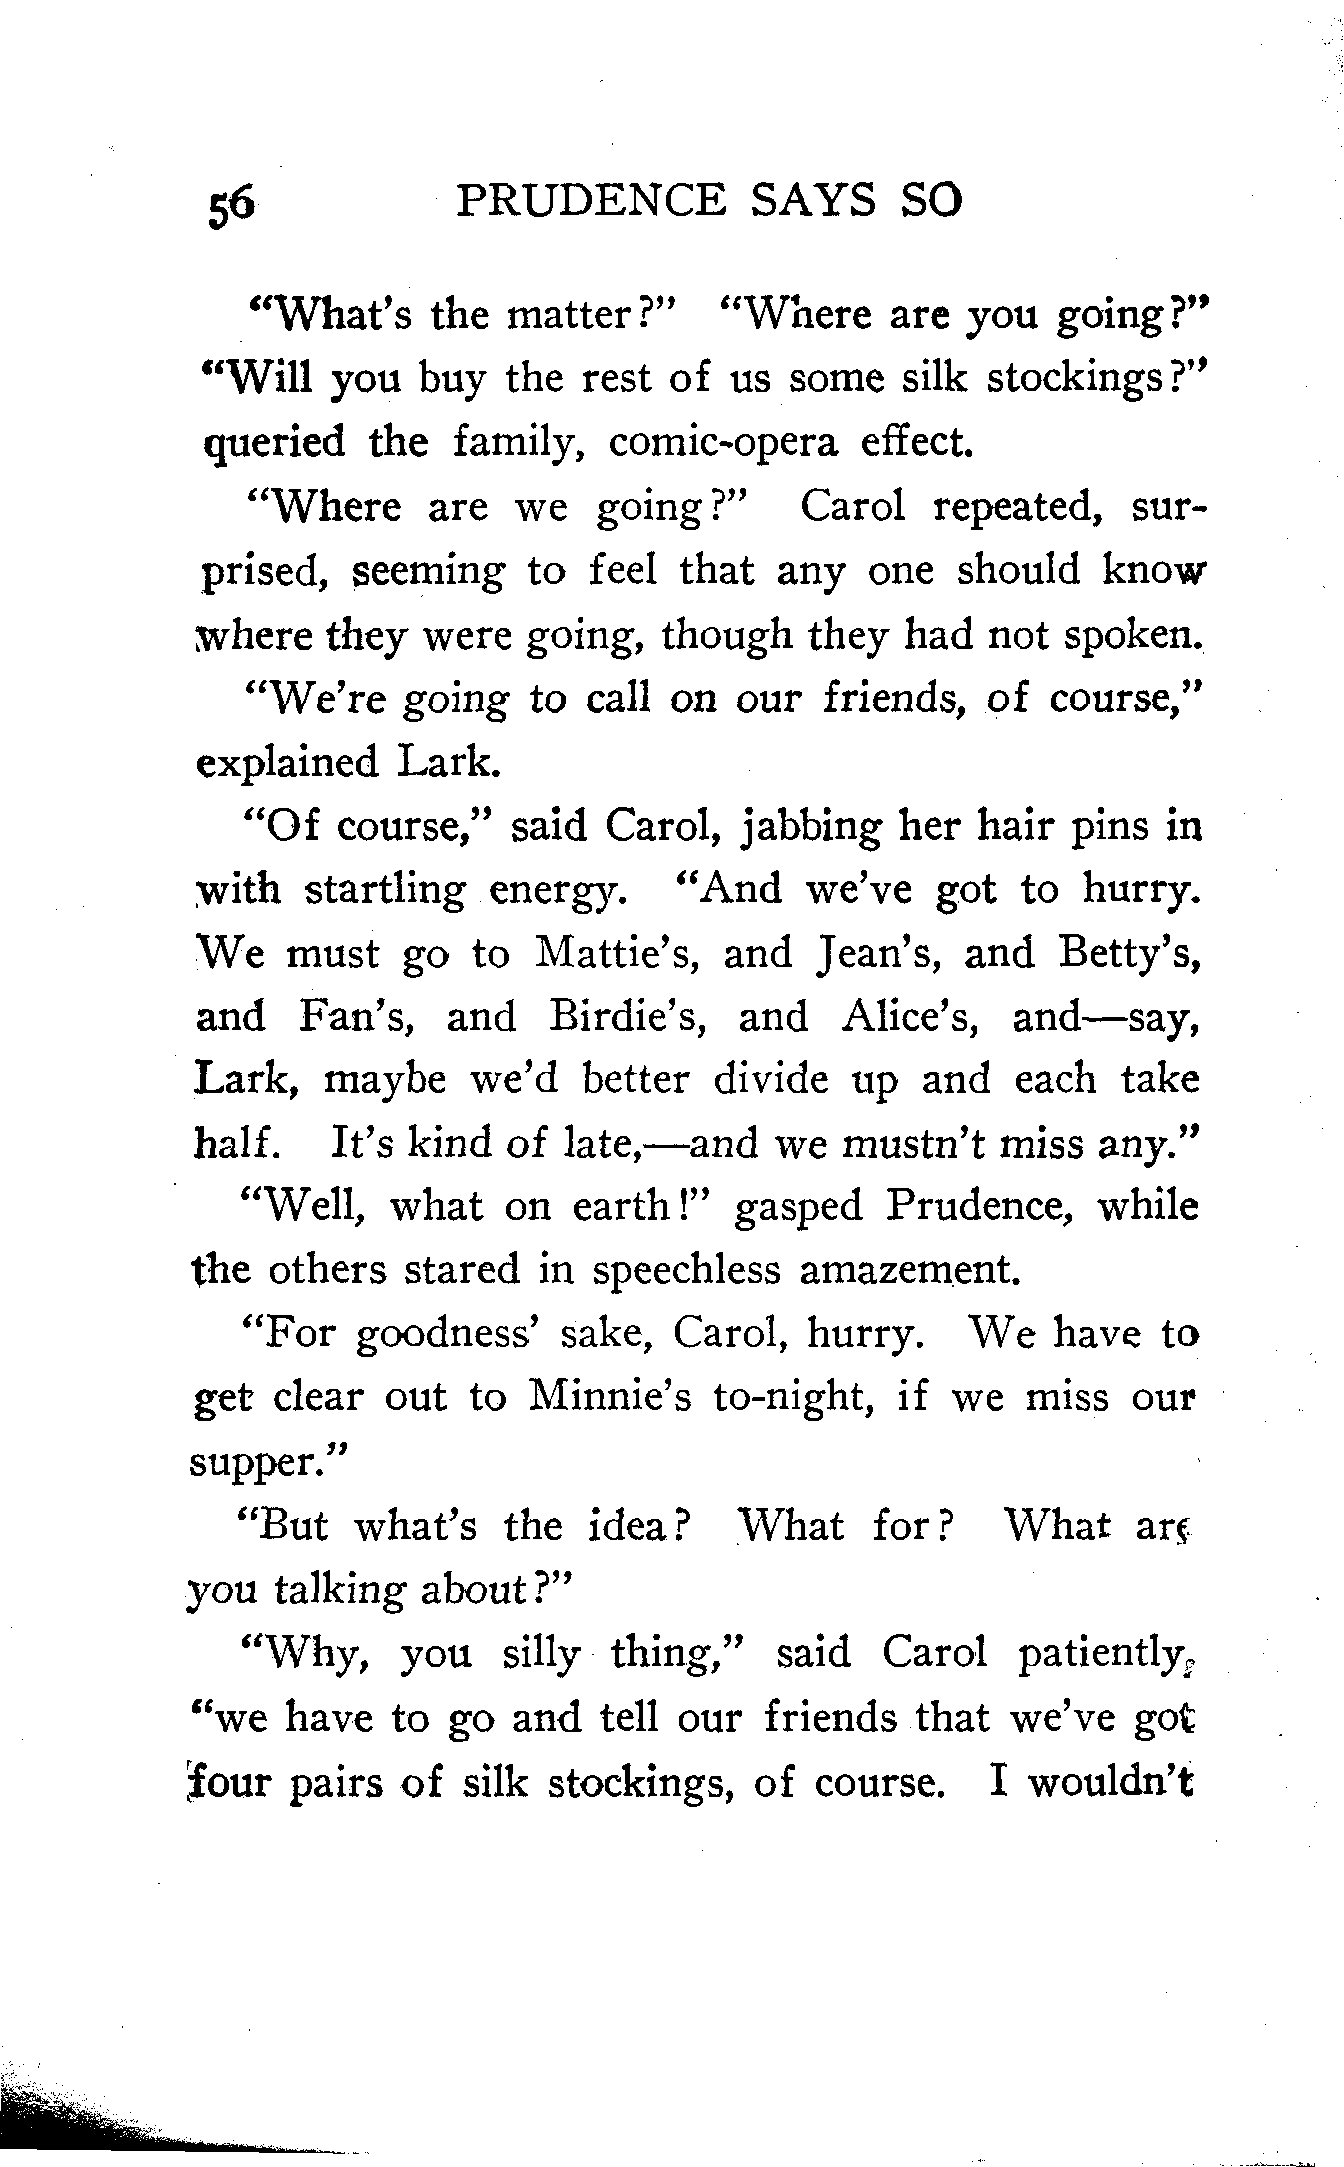 56 PRUDENCE SAYS SO
“What’s the matter?” “Where are you going?”
“Will you buy the rest of us some silk stockings?”
queried the family, comic-opera effect.
“Where are we going?” Carol repeated, sur-
prised, seeming to feel that any one should know
where they were going, though they had not spoken.
“We’re going to call on our friends, of course,”
explained Lark.
“Of course,” said Carol, jabbing her hair pins in
with startling energy. “And we’ve got to hurry.
We must go to Mattie’s, and Jean’s, and Betty’s,
and Fan’s, and Birdie’s, and Alice’s, and—say,
Lark, maybe we’d better divide up and each take
half. It’s kind of late,—and we mustn’t miss any.”
“Well, what on earth!” gasped Prudence, while
the others stared in speechless amazement.
“For goodness’ sake, Carol, hurry. We have to
get clear out to Minnie’s to-night, if we miss our
supper.”
“But what’s the idea? What for? What are
you talking about?”
“Why, you silly thing,” said Carol patiently,
“we have to go and tell our friends that we’ve got
four pairs of silk stockings, of course. I wouldn’t